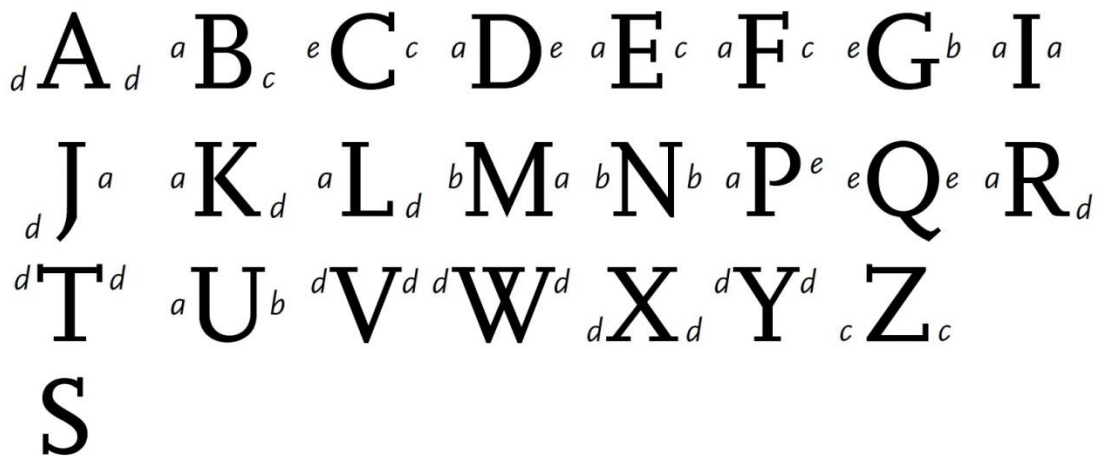 d A d a B c e C c a D e a E c a F c e G b a I a
d J a a K d a L d b M a b N b a P e e Q e a R d
d T d a U b d V d d W d d X d d Y d c Z c
S